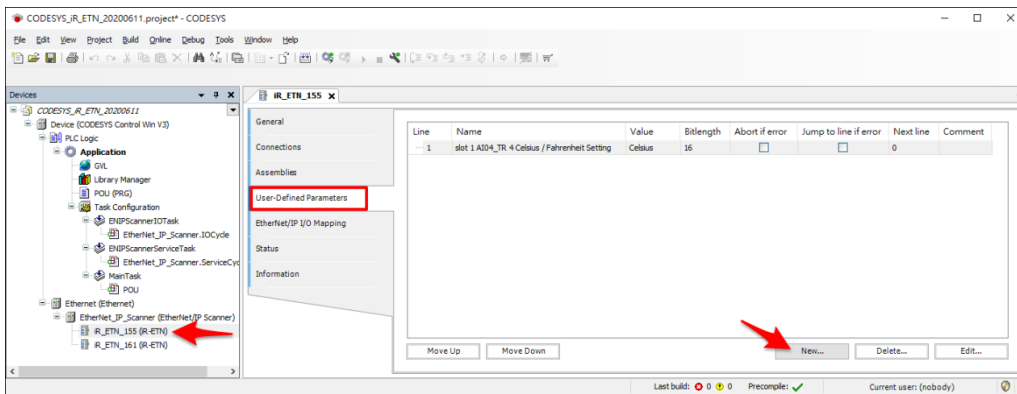 CODESYS_iR_ETN_20200611.project* - CODESYS
File Edit View Project Build Online Debug Tools Window Help
Devices
CODESYS_iR_ETN_20200611
Device (CODESYS Control Win V3)
PLC Logic
Application
GVL
Library Manager
POU (PRG)
Task Configuration
ENIPScannerIOTask
EtherNet_IP_Scanner.IOCycle
ENIPScannerServiceTask
EtherNet_IP_Scanner.ServiceCyc
MainTask
POU
Ethernet (Ethernet)
EtherNet_IP_Scanner (EtherNet/IP Scanner)
iR_ETN_155 (iR-ETN)
iR_ETN_161 (iR-ETN)
iR_ETN_155
General
Connections
Assemblies
User-Defined Parameters
EtherNet/IP I/O Mapping
Status
Information
Line Name Value Bitlength Abort if error Jump to line if error Next line Comment
1 slot 1 AI04_TR 4 Celsius / Fahrenheit Setting Celsius 16 0
Move Up Move Down New... Delete... Edit...
Last build: 0 0 Precompile: Current user: (nobody)